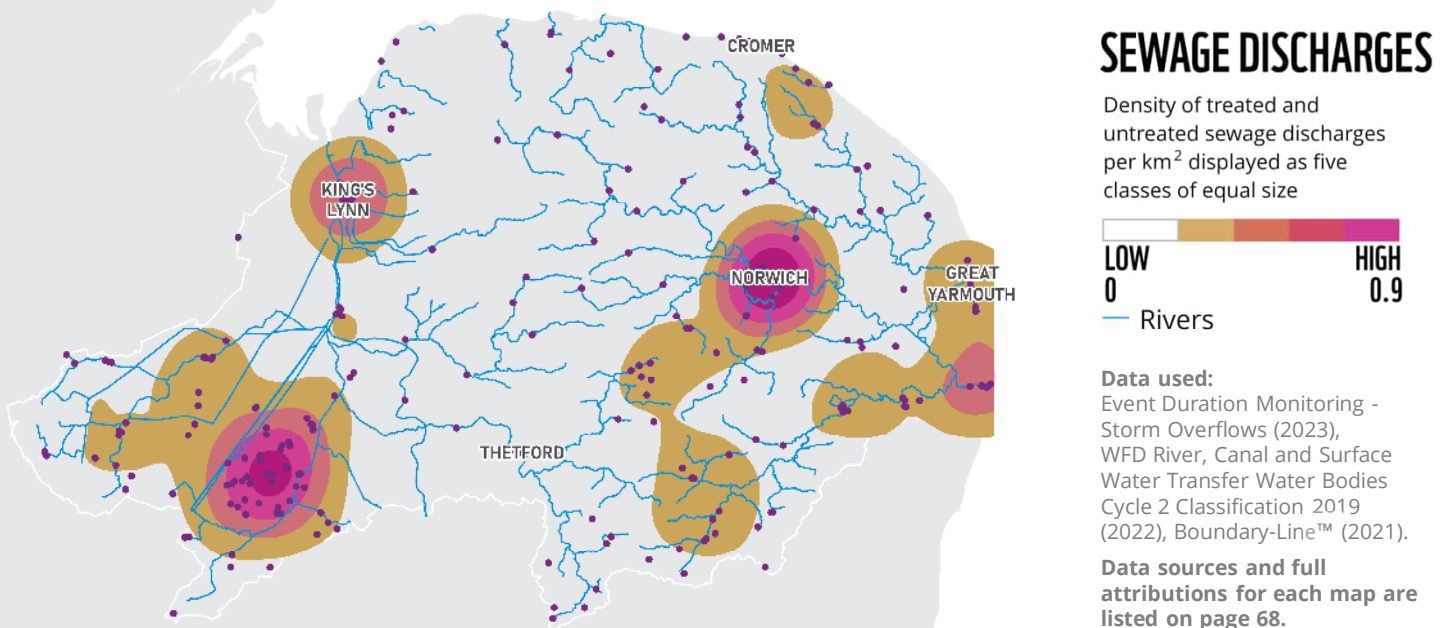 CROMER
KING'S
LYNN
NORWICH
GREAT
YARMOUTH
THETFORD
SEWAGE DISCHARGES
Density of treated and
untreated sewage discharges
per km² displayed as five
classes of equal size
LOW HIGH
0 0.9
Rivers
Data used:
Event Duration Monitoring -
Storm Overflows (2023),
WFD River, Canal and Surface
Water Transfer Water Bodies
Cycle 2 Classification 2019
(2022), Boundary-Line™ (2021).
Data sources and full
attributions for each map are
listed on page 68.